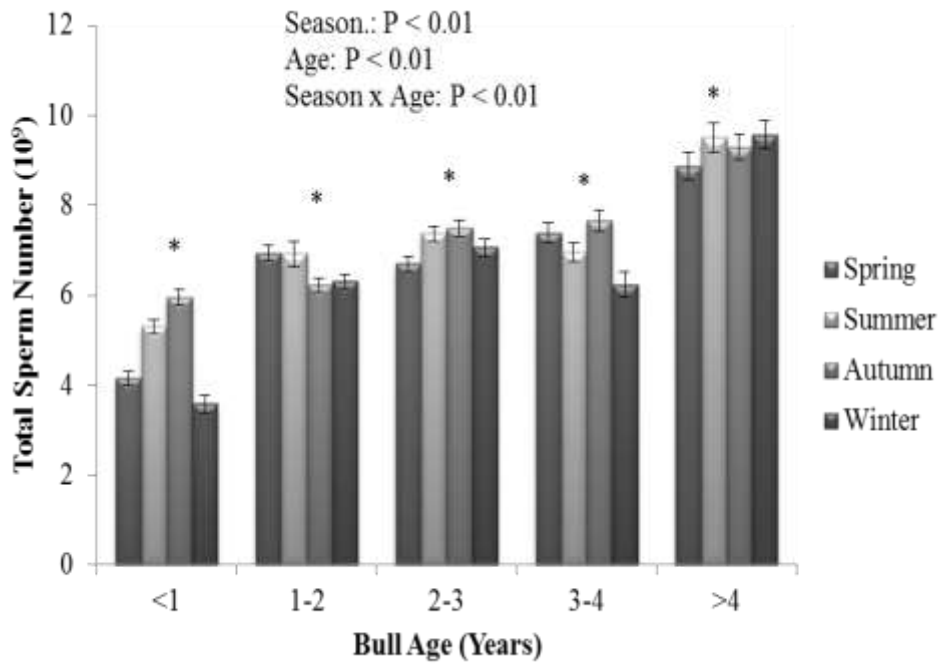 Season.: P < 0.01
Age: P < 0.01
Season x Age: P < 0.01
Total Sperm Number (10⁹)
12
10
8
6
4
2
0
*
*
*
*
*
<1
1-2
2-3
3-4
>4
Bull Age (Years)
Spring
Summer
Autumn
Winter